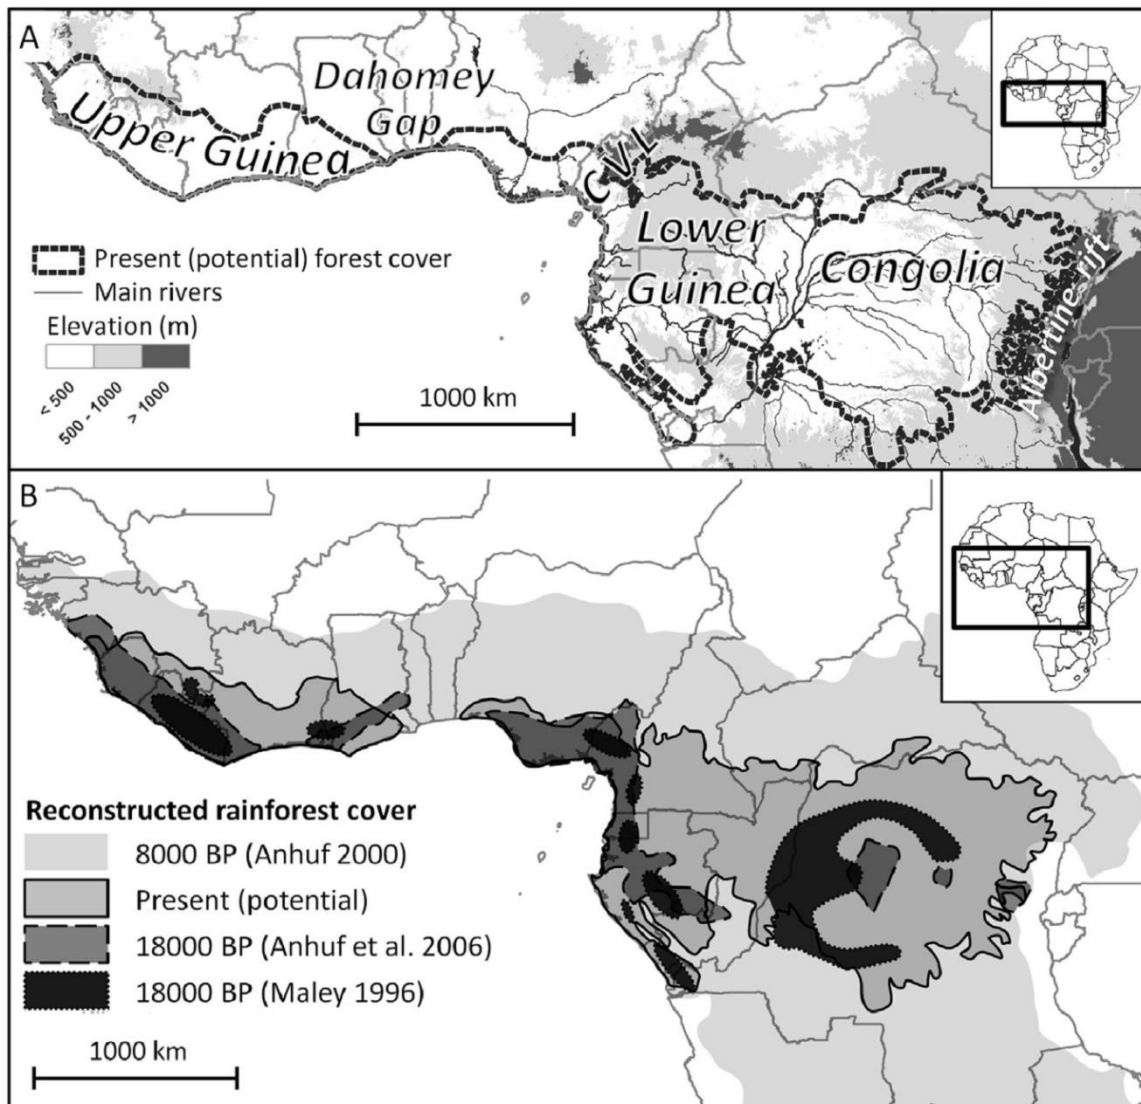 A
Dahomey
Gap
Upper Guinea
C V L
Lower
Guinea
Congolia
Albertine rift
Present (potential) forest cover
Main rivers
Elevation (m)
< 500
500 - 1000
> 1000
1000 km
B
Reconstructed rainforest cover
8000 BP (Anhuf 2000)
Present (potential)
18000 BP (Anhuf et al. 2006)
18000 BP (Maley 1996)
1000 km